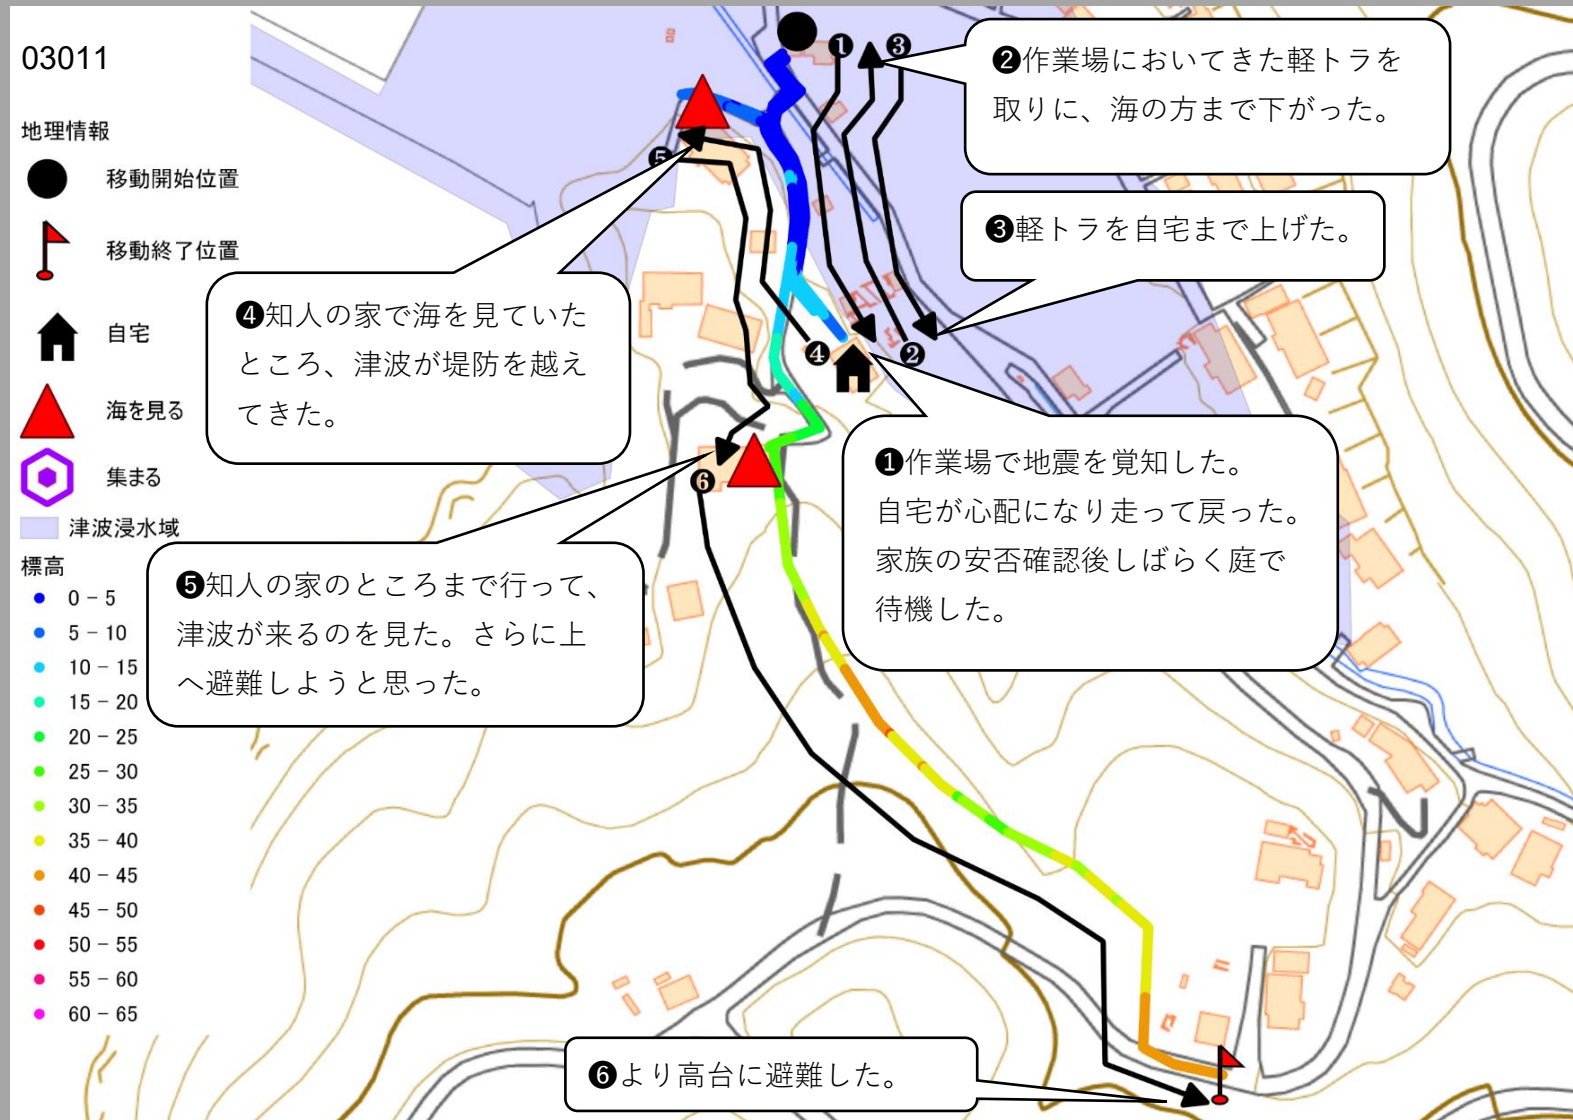 03011
地理情報
移動開始位置
移動終了位置
自宅
海を見る
集まる
津波浸水域
標高
0 - 5
5 - 10
10 - 15
15 - 20
20 - 25
25 - 30
30 - 35
35 - 40
40 - 45
45 - 50
50 - 55
55 - 60
60 - 65
❶
❸
❷作業場においてきた軽トラを
取りに、海の方まで下がった。
❸軽トラを自宅まで上げた。
❺
❹知人の家で海を見ていた
ところ、津波が堤防を越え
てきた。
❹
❷
❶作業場で地震を覚知した。
自宅が心配になり走って戻った。
家族の安否確認後しばらく庭で
待機した。
❻
❺知人の家のところまで行って、
津波が来るのを見た。さらに上
へ避難しようと思った。
❻より高台に避難した。